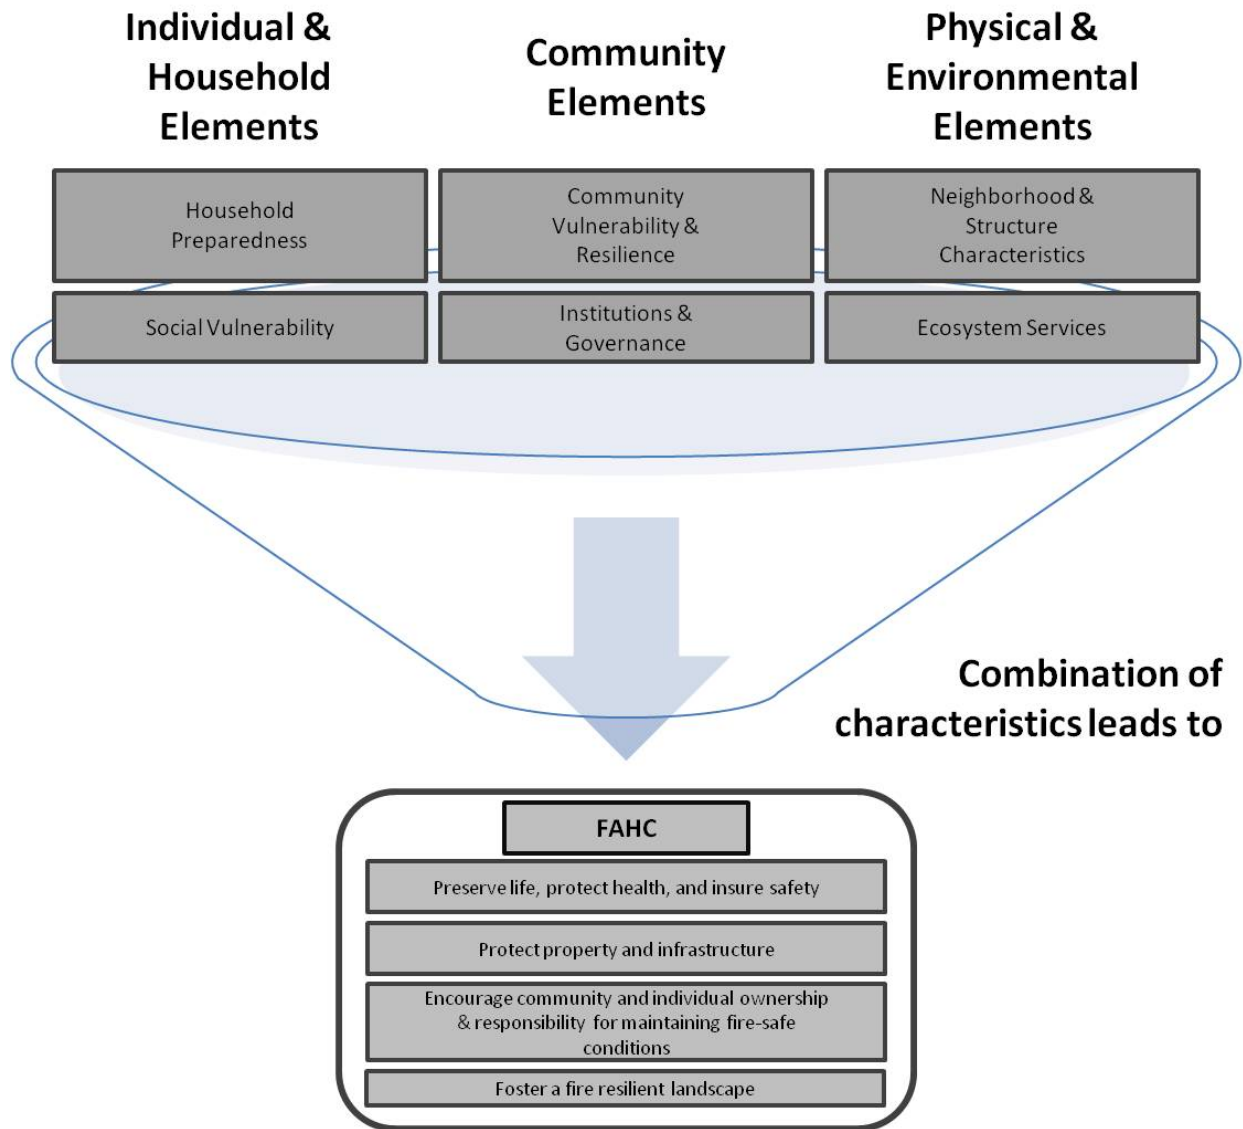 Individual &
Household
Elements
Community
Elements
Physical &
Environmental
Elements
Household
Preparedness
Community
Vulnerability &
Resilience
Neighborhood &
Structure
Characteristics
Social Vulnerability
Institutions &
Governance
Ecosystem Services
Combination of
characteristics leads to
FAHC
Preserve life, protect health, and insure safety
Protect property and infrastructure
Encourage community and individual ownership
& responsibility for maintaining fire-safe
conditions
Foster a fire resilient landscape